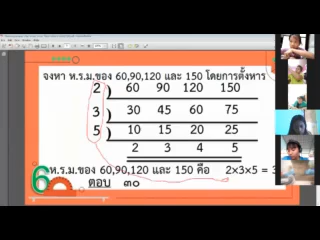 จงหา ห.ร.ม.ของ 60,90,120 และ 150 โดยการตั้งหาร
2 ) 60 90 120 150
3 ) 30 45 60 75
5 ) 10 15 20 25
2 3 4 5
ห.ร.ม.ของ 60,90,120 และ 150 คือ 2×3×5 = 3
ตอบ ๓๐
6